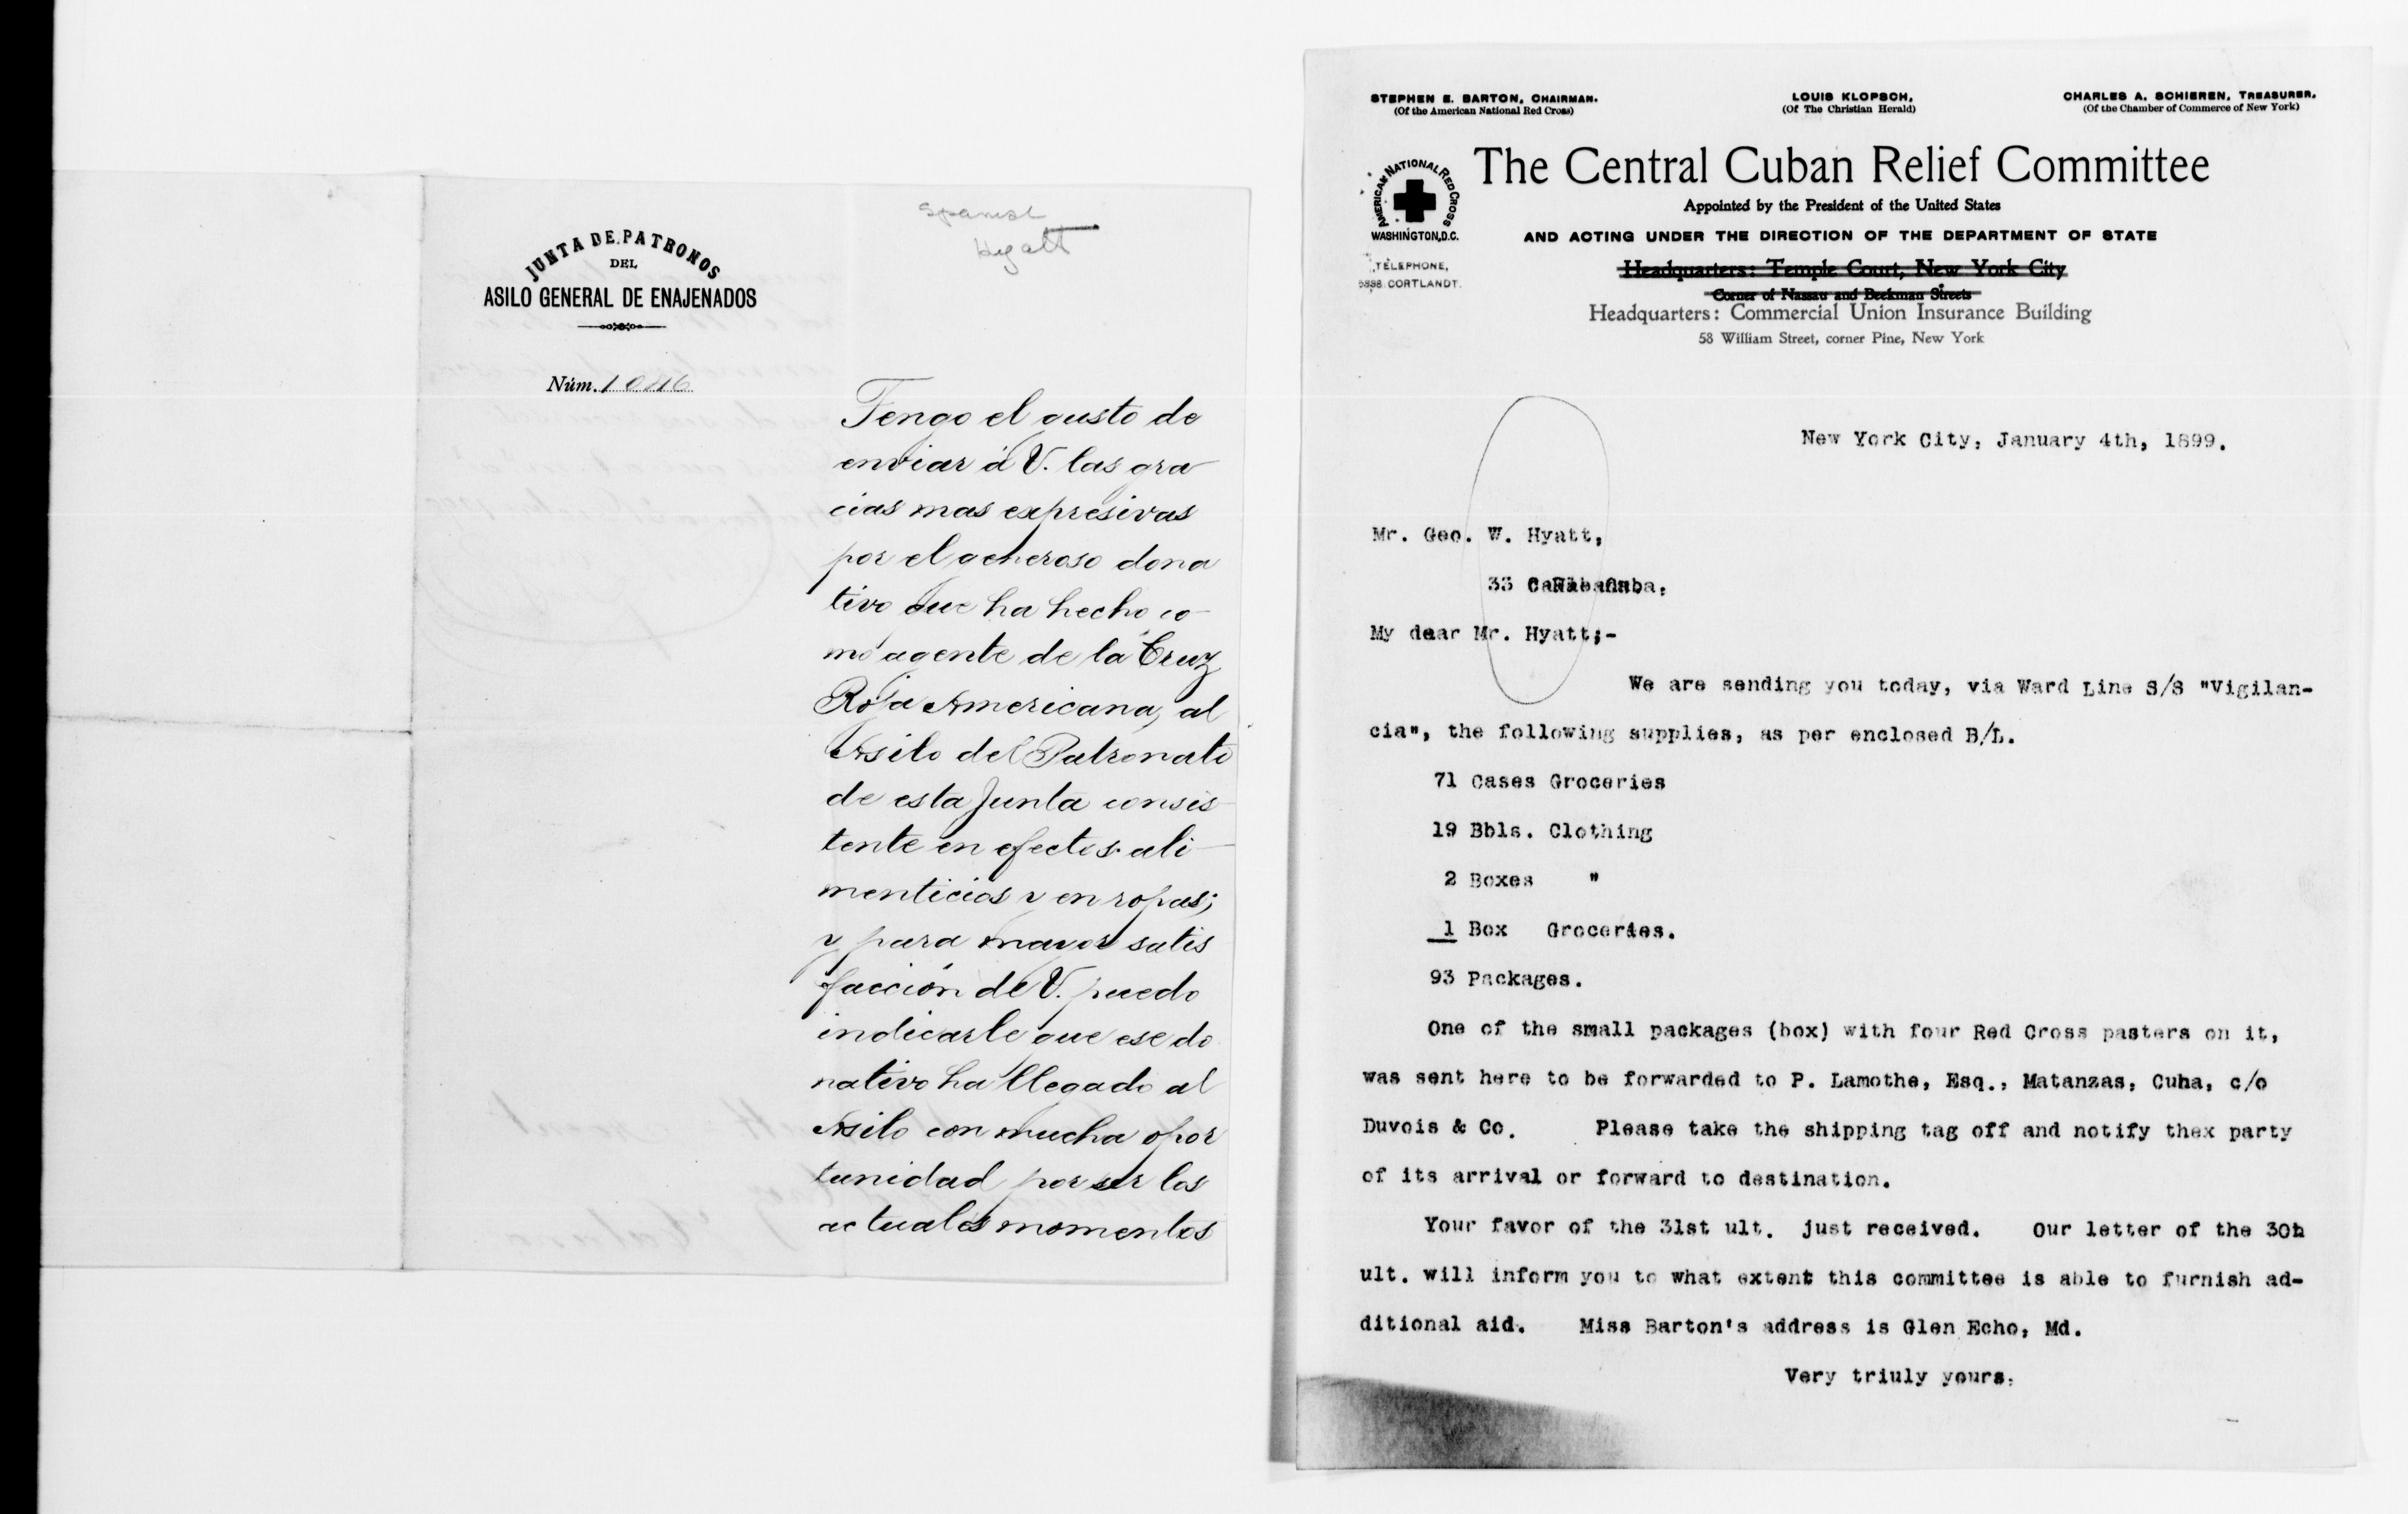 Spanish
Hyatt
JUNTA DE PATRONOS
DEL
ASILO GENERAL DE ENAJENADOS
Núm.
Tengo el gusto de
enviar á V. las gra
cias mas espresivas
por el generoso dona
tivo que ha hecho co-
mo agente de la Cruz
Roja Americana, al
Asilo del Patronato
de esta Junta consis
tente en efectos ali-
menticios y en ropas;
y para mayor satis
facción de V. puedo
indicarle que ese do
nativo ha llegado al
Asilo con mucha opor
tunidad por ser los
actuales momentos
STEPHEN E. BARTON, CHAIRMAN.
(Of the American National Red Cross)
LOUIS KLOPSCH,
(Of The Christian Herald)
CHARLES A. SCHIEREN, TREASURER.
(Of the Chamber of Commerce of New York)
AMERICAN NATIONAL RED CROSS
WASHINGTON, D.C.
TELEPHONE,
5898 CORTLANDT.
The Central Cuban Relief Committee
Appointed by the President of the United States
AND ACTING UNDER THE DIRECTION OF THE DEPARTMENT OF STATE
Headquarters: Temple Court, New York City
Corner of Nassau and Beekman Streets
Headquarters: Commercial Union Insurance Building
58 William Street, corner Pine, New York
New York City, January 4th, 1899.
Mr. Geo. W. Hyatt,
33 Cuba,
My daar Mr. Hyatt;-
We are sending you today, via Ward Line S/S "Vigilan-
cia", the following supplies, as per enclosed B/L.
71 Cases Groceries
19 Bbls. Clothing
2 Boxes "
1 Box Groceries.
93 Packages.
One of the small packages (box) with four Red Cross pasters on it,
was sent here to be forwarded to P. Lamothe, Esq., Matanzas, Cuha, c/o
Duvois & Co. Please take the shipping tag off and notify thex party
of its arrival or forward to destination.
Your favor of the 31st ult. just received. Our letter of the 30h
ult. will inform you to what extent this committee is able to furnish ad-
ditional aid. Miss Barton's address is Glen Echo, Md.
Very triuly yours,